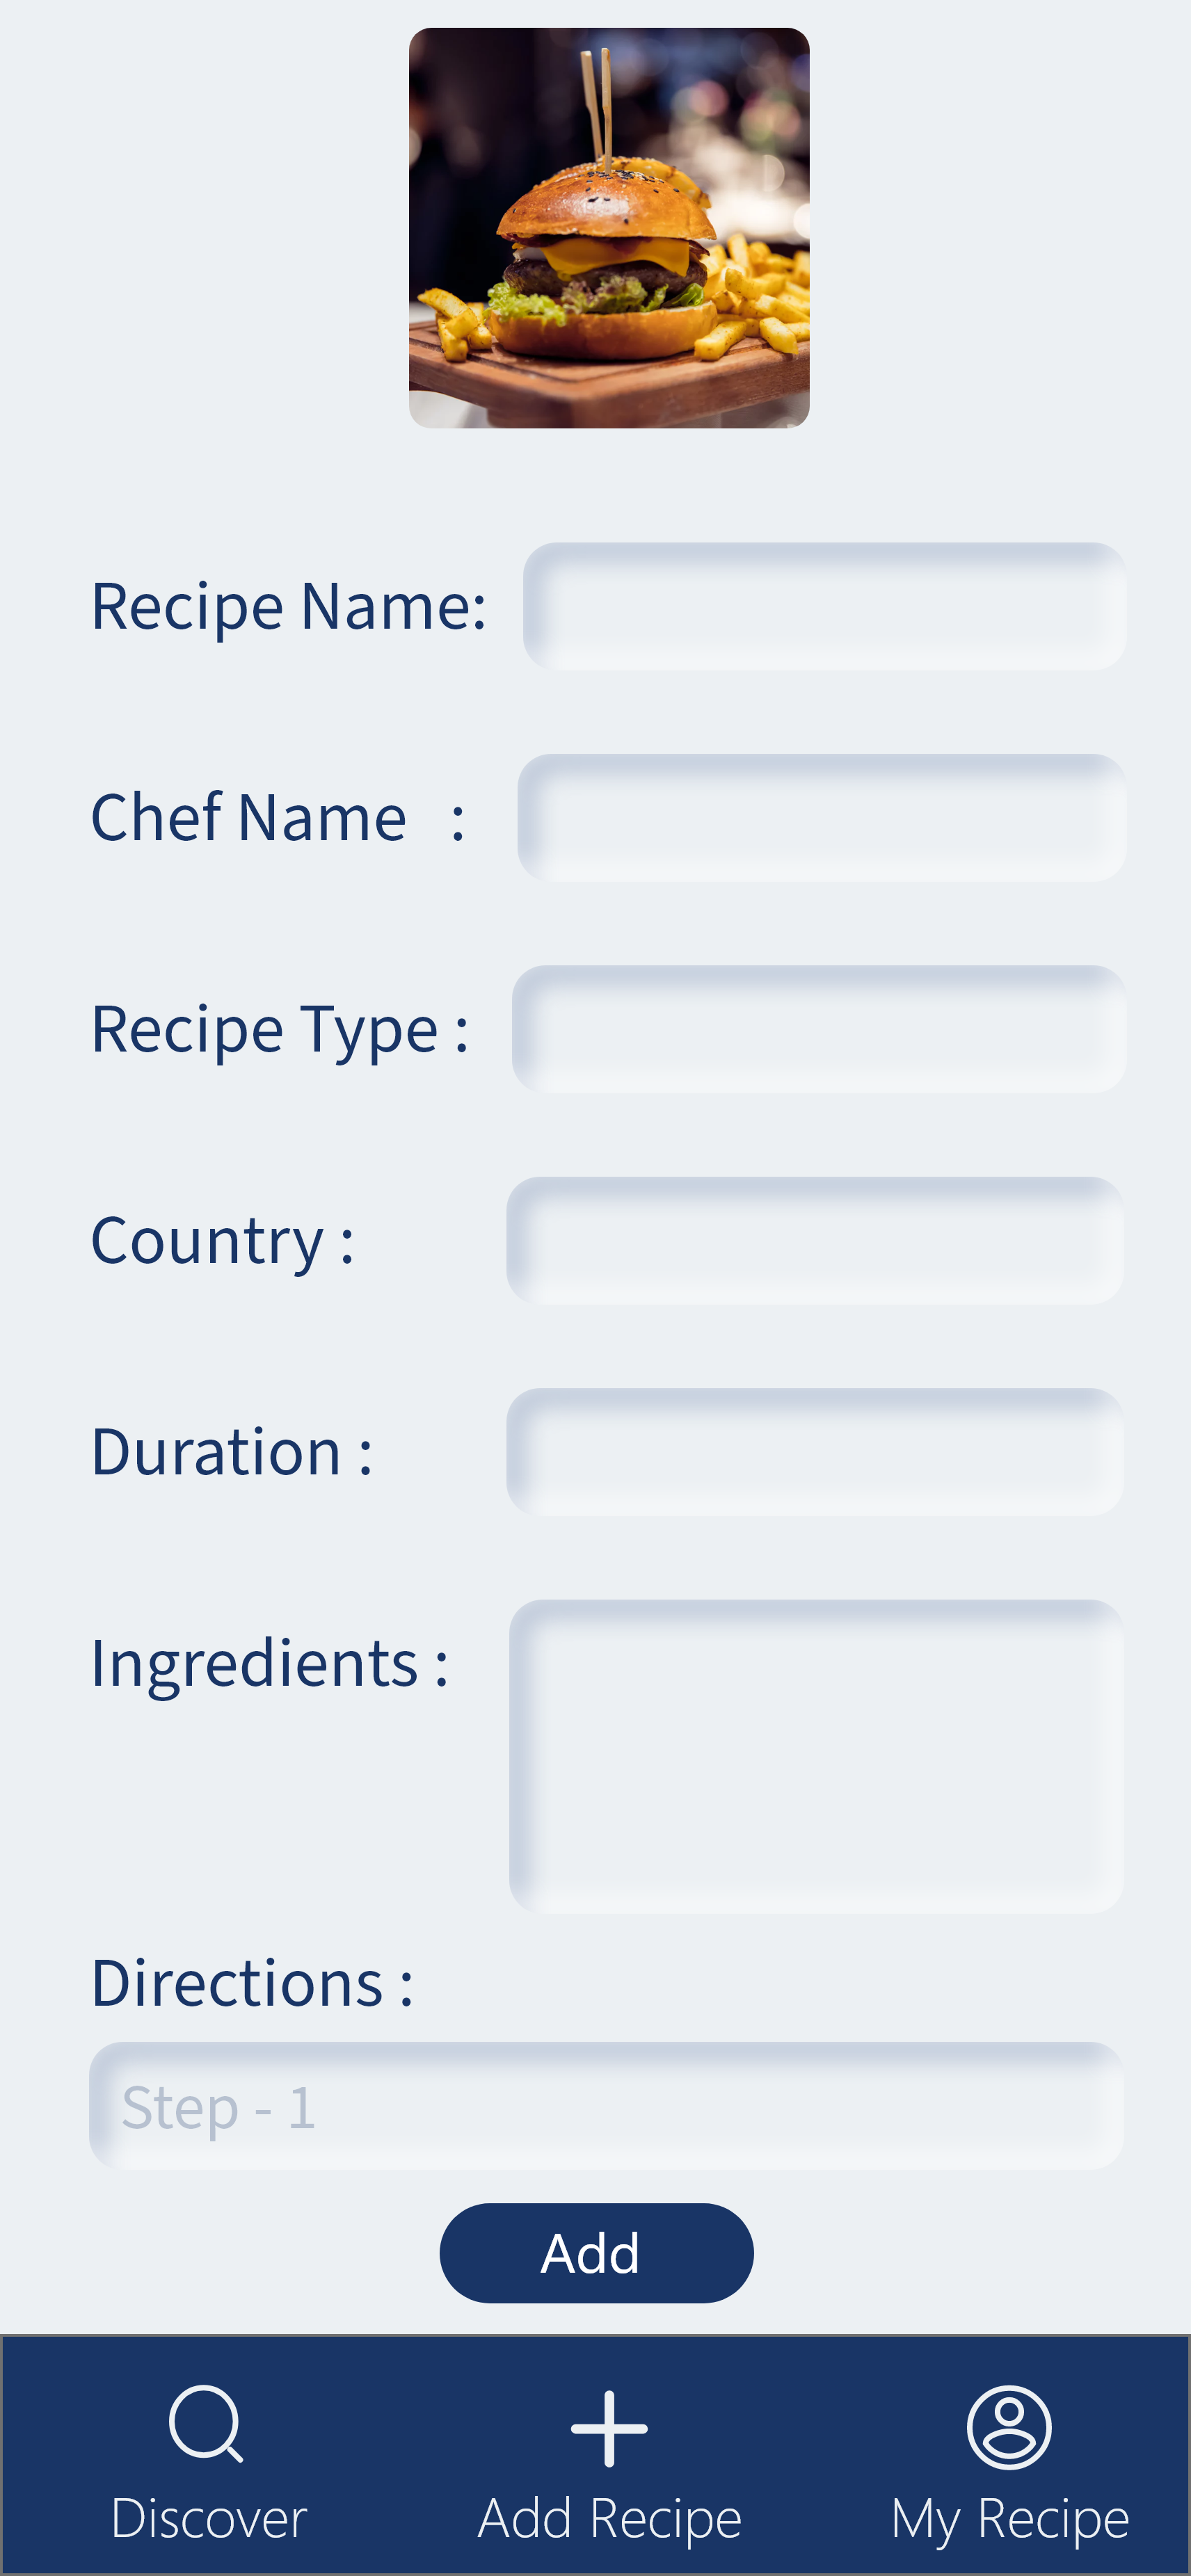 Recipe Name:
Chef Name   :
Recipe Type :
Country :
Duration :
Ingredients :
Directions :
Step - 1
Add
Discover
Add Recipe
My Recipe